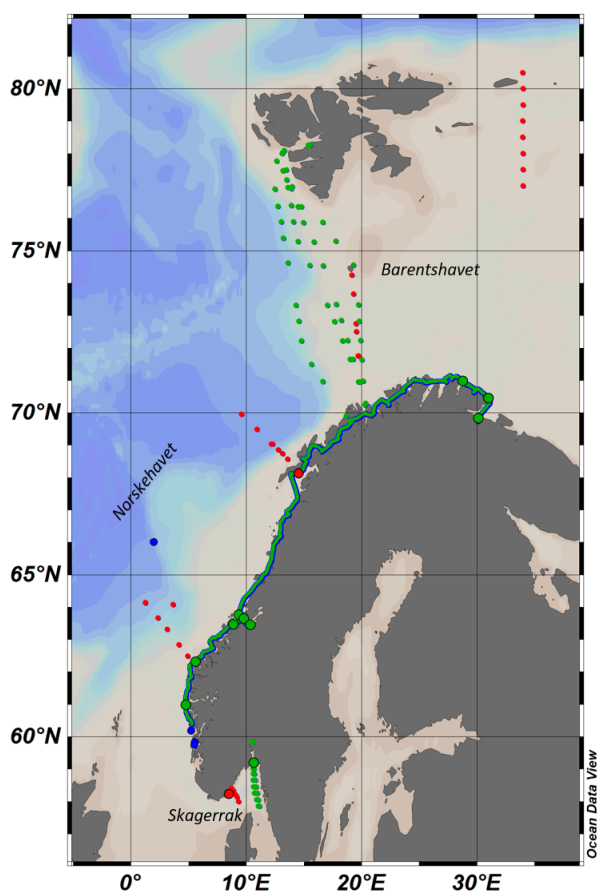 80°N
75°N
Barentshavet
70°N
Norskehavet
65°N
60°N
Skagerrak
Ocean Data View
0°
10°E
20°E
30°E